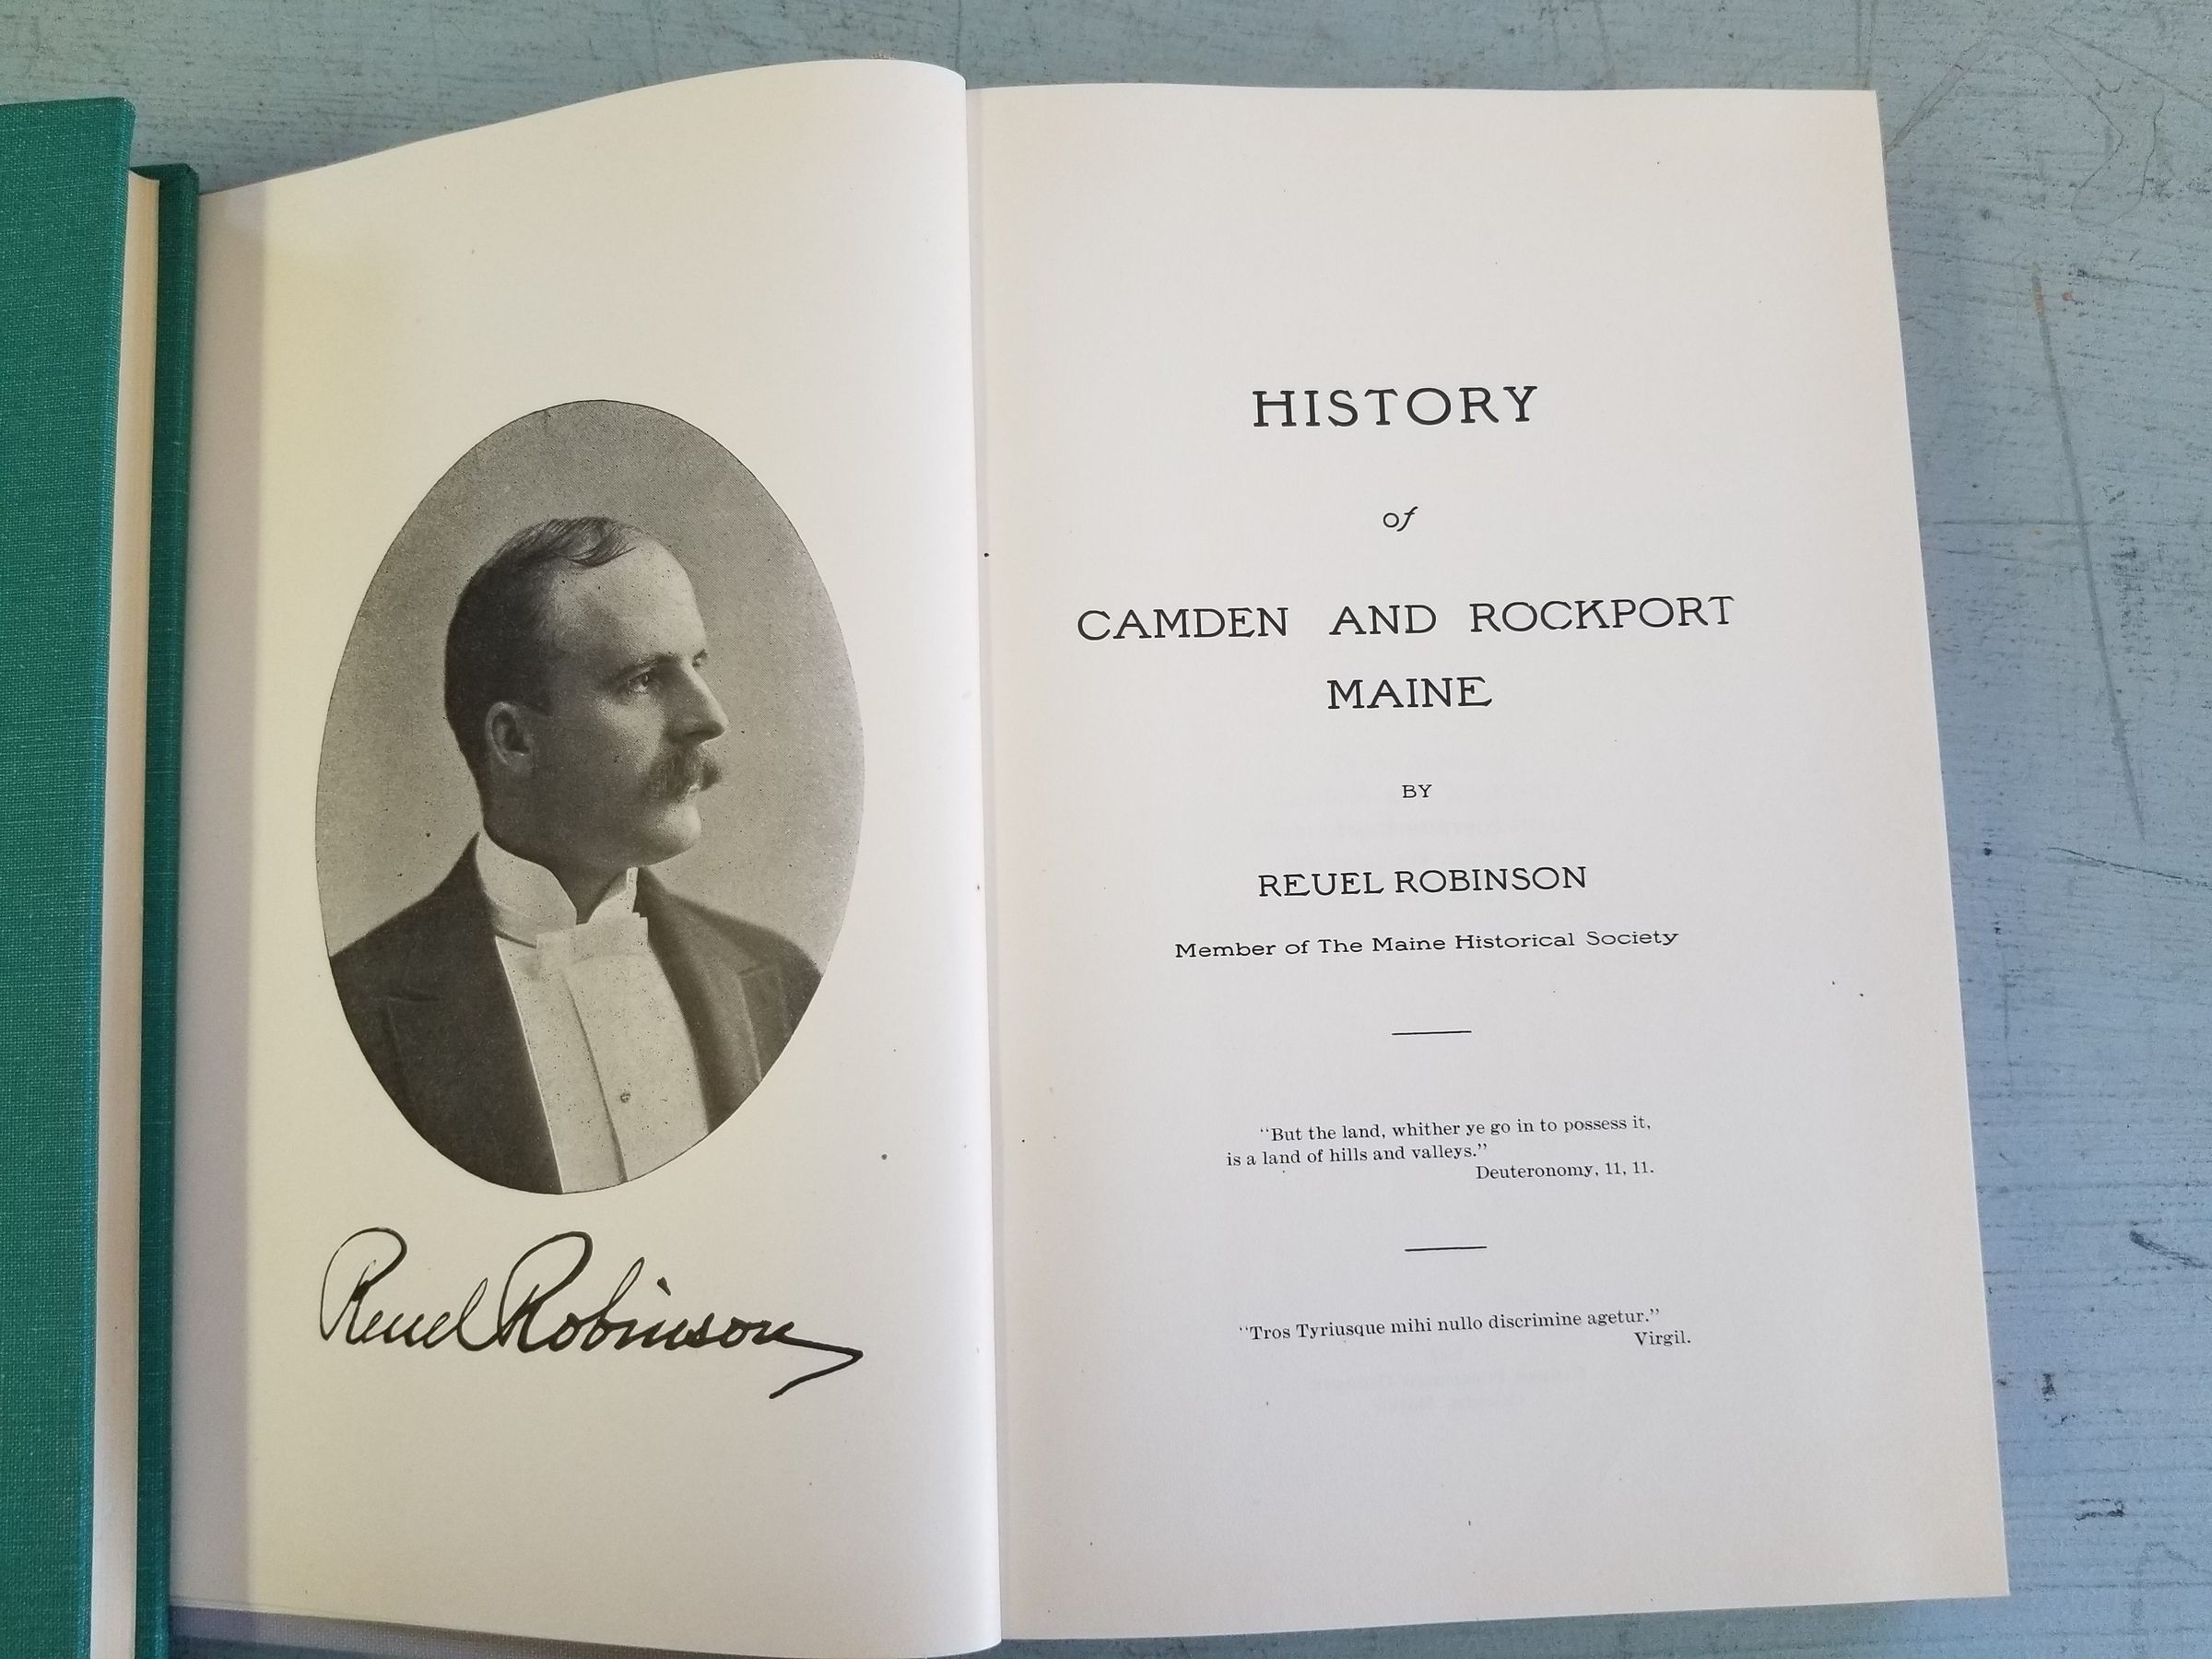 Reuel Robinson
HISTORY
of
CAMDEN AND ROCKPORT
MAINE
BY
REUEL ROBINSON
Member of The Maine Historical Society
"But the land, whither ye go in to possess it,
is a land of hills and valleys."
Deuteronomy, 11, 11.
"Tros Tyriusque mihi nullo discrimine agetur."
Virgil.